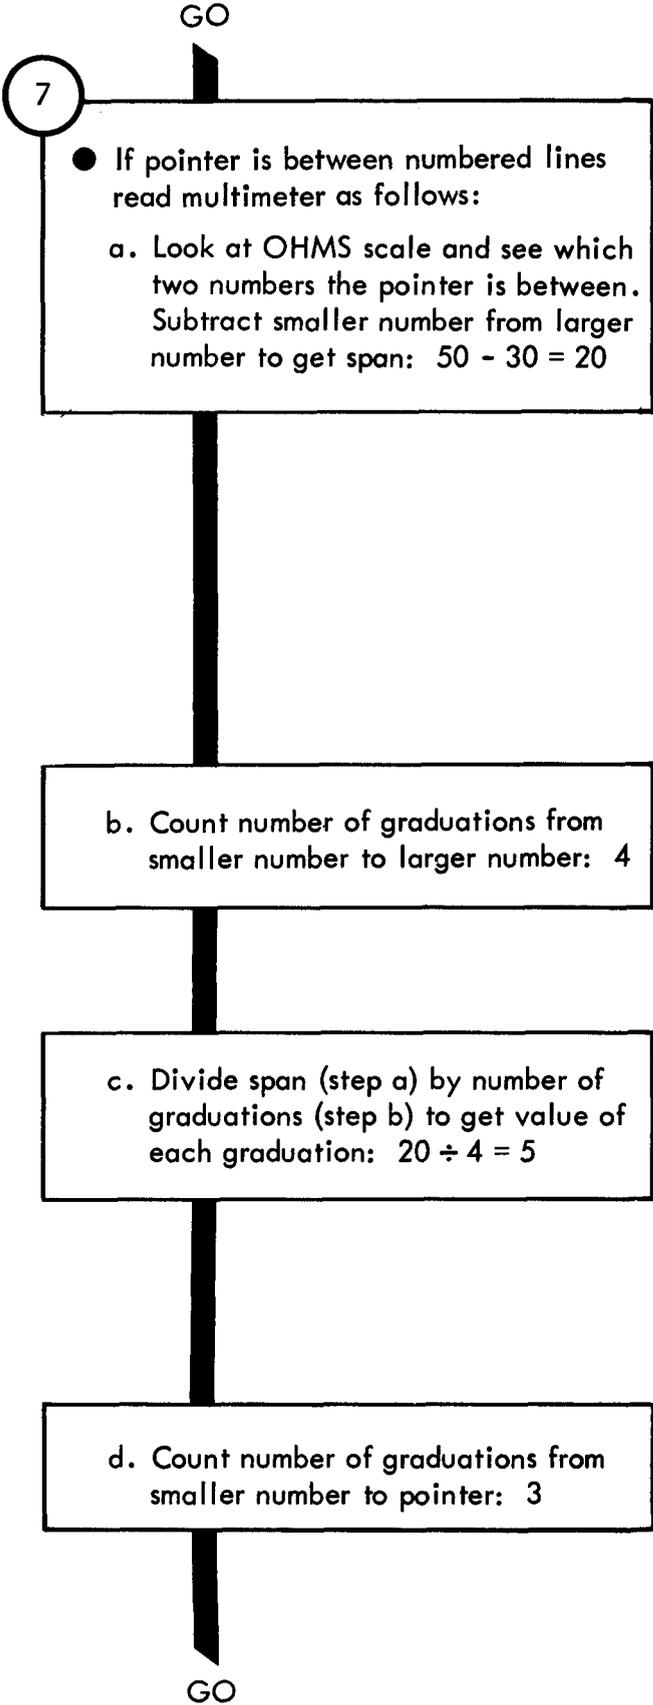 GO
7
● If pointer is between numbered lines
read multimeter as follows:
a. Look at OHMS scale and see which
two numbers the pointer is between.
Subtract smaller number from larger
number to get span: 50 - 30 = 20
b. Count number of graduations from
smaller number to larger number: 4
c. Divide span (step a) by number of
graduations (step b) to get value of
each graduation: 20 ÷ 4 = 5
d. Count number of graduations from
smaller number to pointer: 3
GO